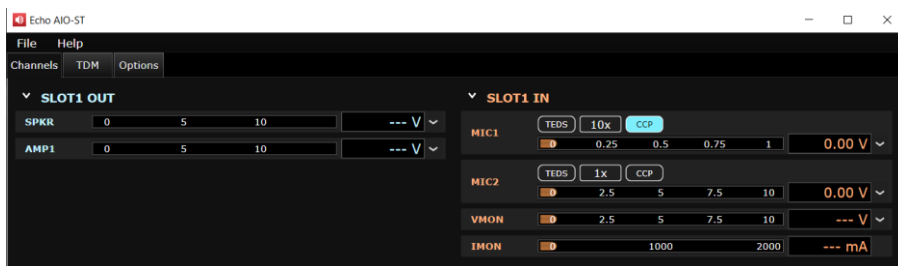 Echo AIO-ST
File Help
Channels TDM Options
SLOT1 OUT
SPKR 0 5 10 --- V
AMP1 0 5 10 --- V
SLOT1 IN
MIC1 TEDS 10x CCP
0 0.25 0.5 0.75 1 0.00 V
MIC2 TEDS 1x CCP
0 2.5 5 7.5 10 0.00 V
VMON 0 2.5 5 7.5 10 --- V
IMON 0 1000 2000 --- mA